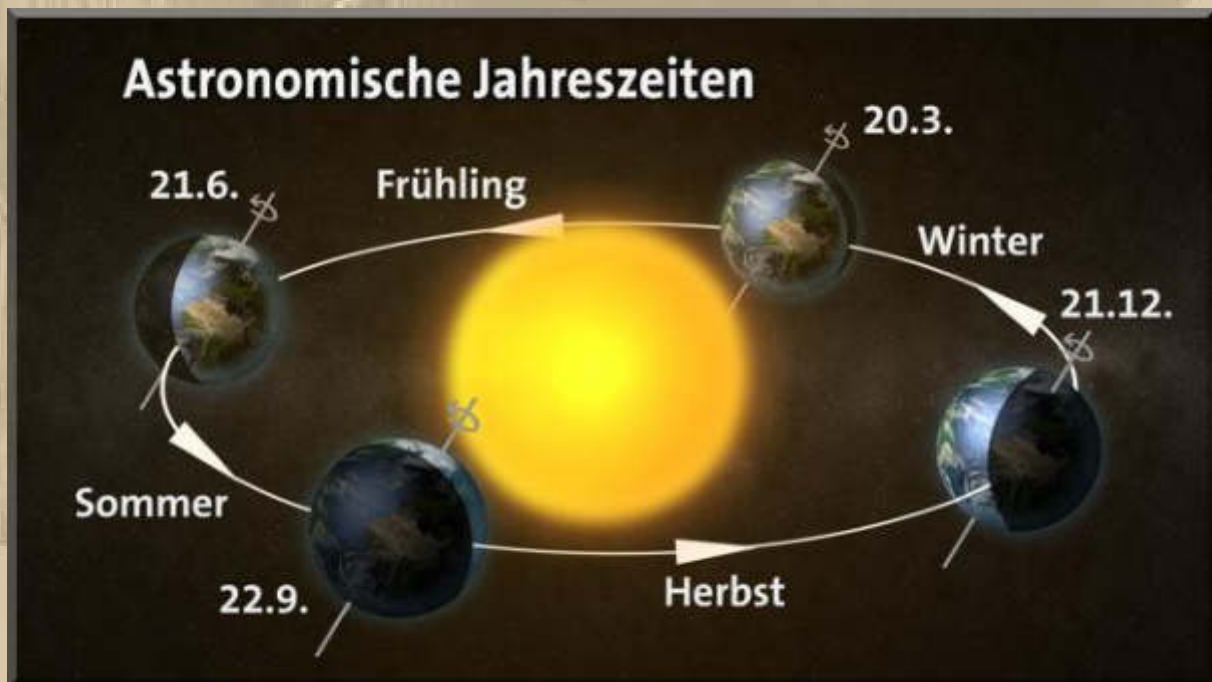 Astronomische Jahreszeiten
20.3.
21.6.
Frühling
Winter
21.12.
Sommer
22.9.
Herbst